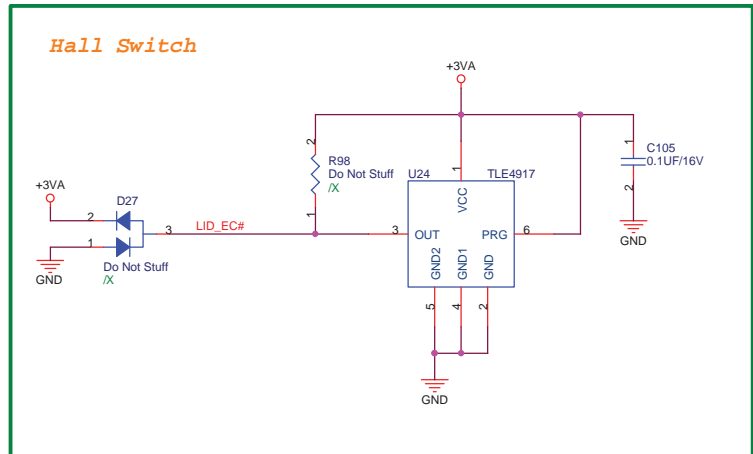 Hall Switch
+3VA
R98
Do Not Stuff
/X
2
1
U24
TLE4917
1
VCC
C105
0.1UF/16V
1
2
GND
+3VA
D27
2
1
3
LID_EC#
GND
Do Not Stuff
/X
3
OUT
PRG
6
GND2
GND1
GND
5
4
2
GND